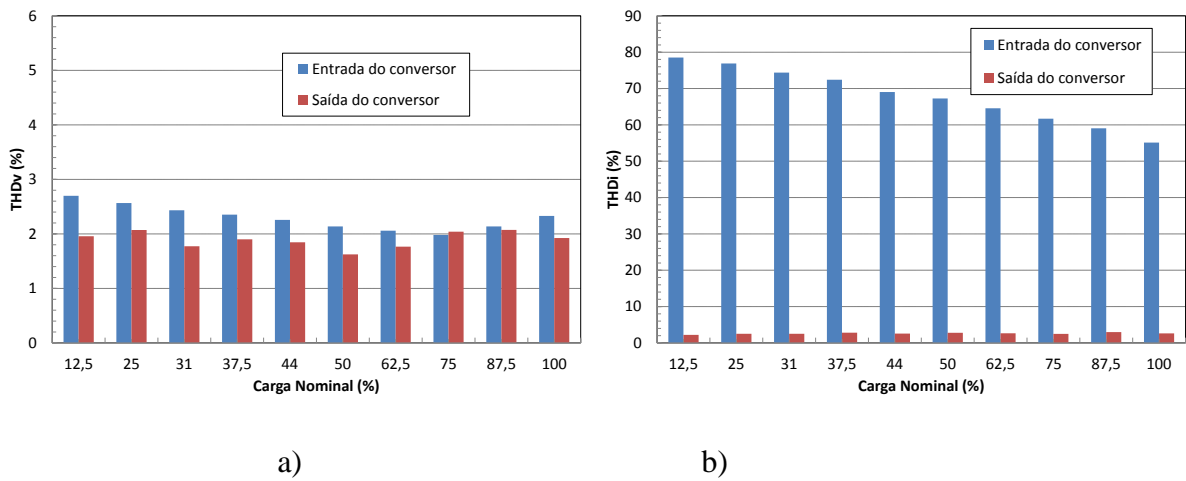 6
5
4
3
2
1
0
THDv (%)
Entrada do conversor
Saída do conversor
12,5 25 31 37,5 44 50 62,5 75 87,5 100
Carga Nominal (%)
a)
90
80
70
60
50
40
30
20
10
0
THDi (%)
Entrada do conversor
Saída do conversor
12,5 25 31 37,5 44 50 62,5 75 87,5 100
Carga Nominal (%)
b)